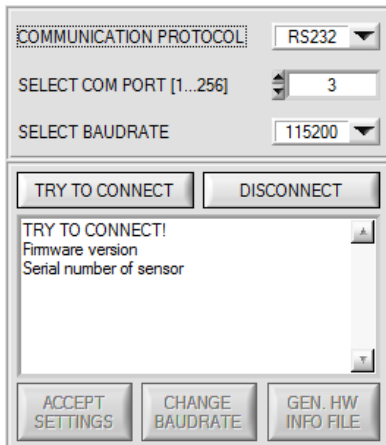 COMMUNICATION PROTOCOL: RS232
SELECT COM PORT [1...256] 3
SELECT BAUDRATE 115200
TRY TO CONNECT DISCONNECT
TRY TO CONNECT!
Firmware version
Serial number of sensor
ACCEPT SETTINGS CHANGE BAUDRATE GEN. HW INFO FILE